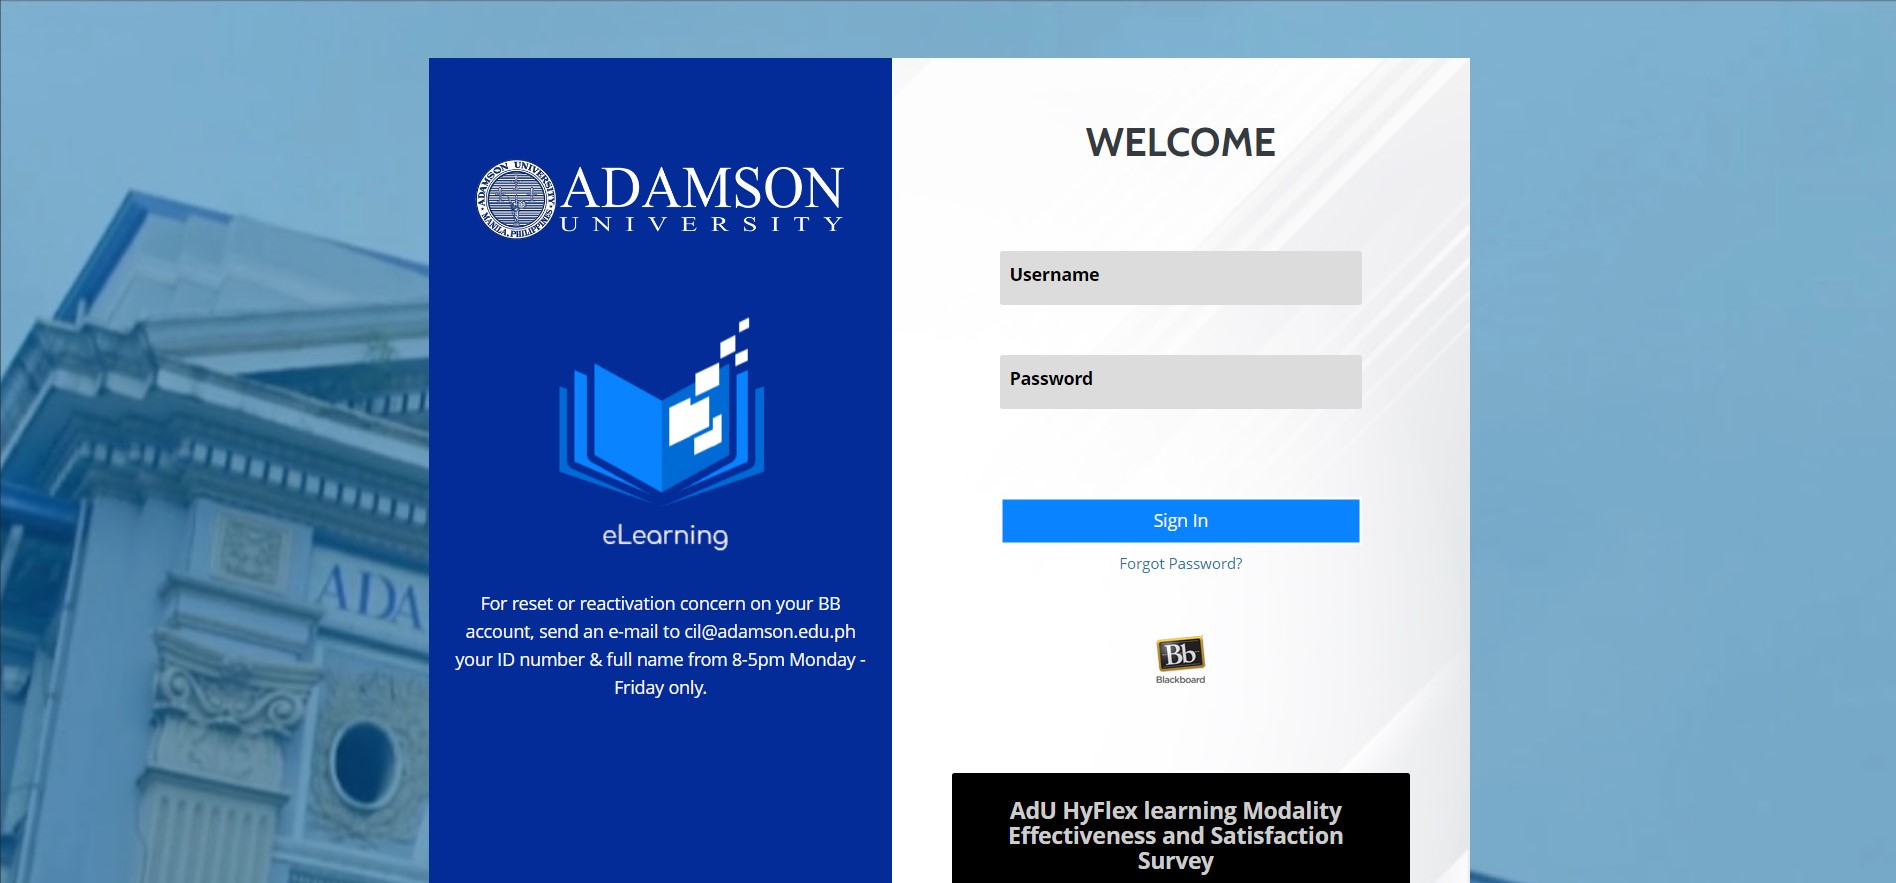 ADAMSON UNIVERSITY
MANILA, PHILIPPINES
ADAMSON
UNIVERSITY
eLearning
For reset or reactivation concern on your BB
account, send an e-mail to cil@adamson.edu.ph
your ID number & full name from 8-5pm Monday -
Friday only.
ADA
WELCOME
Username
Password
Sign In
Forgot Password?
Bb
Blackboard
AdU HyFlex learning Modality
Effectiveness and Satisfaction
Survey